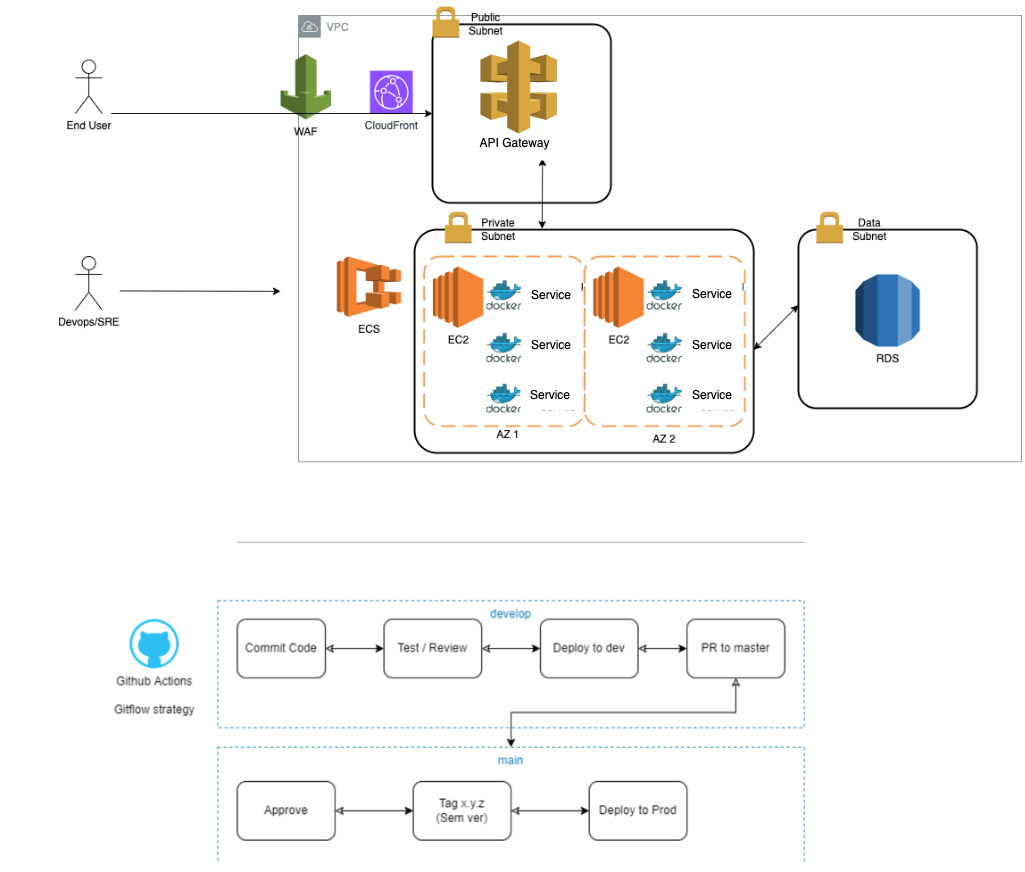 VPC
Public
Subnet
API Gateway
End User
WAF
CloudFront
Private
Subnet
Data
Subnet
Devops/SRE
ECS
EC2
docker
Service
docker
Service
docker
Service
AZ 1
EC2
docker
Service
docker
Service
docker
Service
AZ 2
RDS
Github Actions
Gitflow strategy
develop
Commit Code
Test / Review
Deploy to dev
PR to master
main
Approve
Tag x.y.z
(Sem ver)
Deploy to Prod